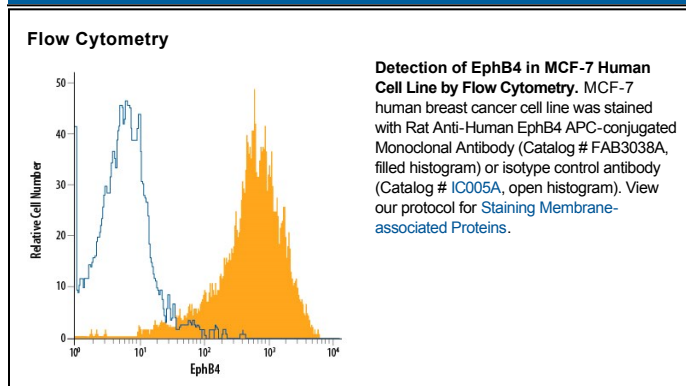 Flow Cytometry
Detection of EphB4 in MCF-7 Human
Cell Line by Flow Cytometry. MCF-7
human breast cancer cell line was stained
with Rat Anti-Human EphB4 APC-conjugated
Monoclonal Antibody (Catalog # FAB3038A,
filled histogram) or isotype control antibody
(Catalog # IC005A, open histogram). View
our protocol for Staining Membrane-
associated Proteins.
Relative Cell Number
50
40
30
20
10
0
10⁰ 10¹ 10² 10³ 10⁴
EphB4